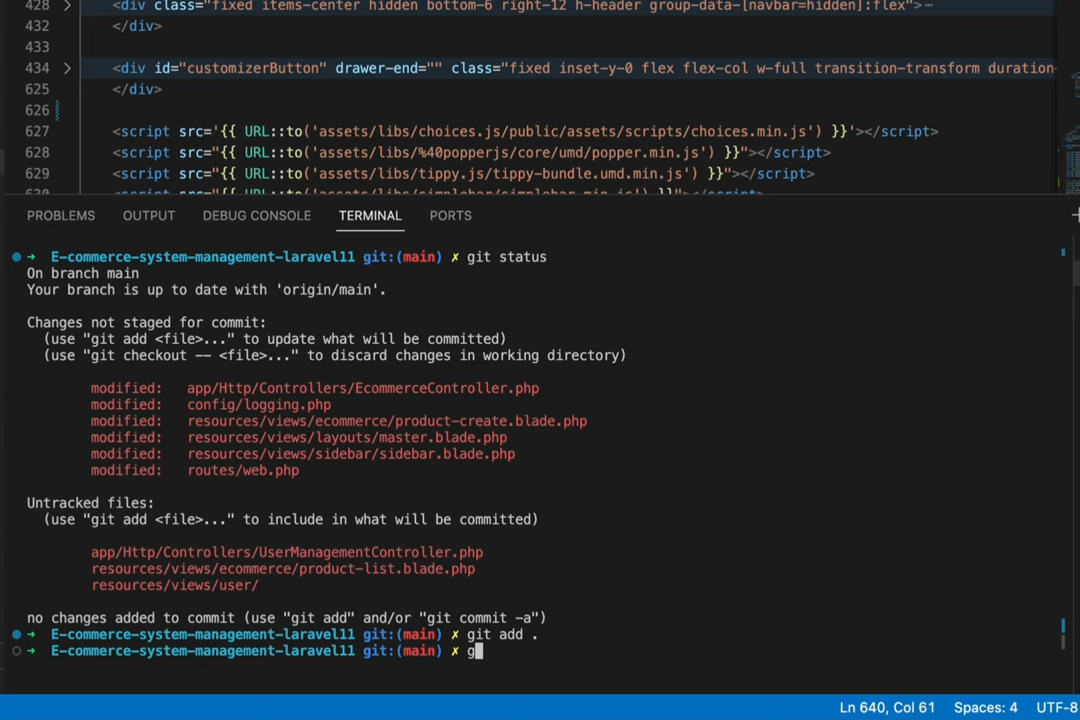 428 > <div class="fixed items-center hidden bottom-6 right-12 h-header group-data-[navbar=hidden]:flex">⋯
432 </div>
433
434 > <div id="customizerButton" drawer-end="" class="fixed inset-y-0 flex flex-col w-full transition-transform duration-
625 </div>
626
627 <script src='{{ URL::to('assets/libs/choices.js/public/assets/scripts/choices.min.js') }}'></script>
628 <script src="{{ URL::to('assets/libs/%40popperjs/core/umd/popper.min.js') }}"></script>
629 <script src="{{ URL::to('assets/libs/tippy.js/tippy-bundle.umd.min.js') }}"></script>
630 <script src="{{ URL::to('assets/libs/simplebar/simplebar.min.js') }}"></script>
PROBLEMS OUTPUT DEBUG CONSOLE TERMINAL PORTS
➜ E-commerce-system-management-laravel11 git:(main) ✗ git status
On branch main
Your branch is up to date with 'origin/main'.
Changes not staged for commit:
(use "git add <file>..." to update what will be committed)
(use "git checkout -- <file>..." to discard changes in working directory)
modified: app/Http/Controllers/EcommerceController.php
modified: config/logging.php
modified: resources/views/ecommerce/product-create.blade.php
modified: resources/views/layouts/master.blade.php
modified: resources/views/sidebar/sidebar.blade.php
modified: routes/web.php
Untracked files:
(use "git add <file>..." to include in what will be committed)
app/Http/Controllers/UserManagementController.php
resources/views/ecommerce/product-list.blade.php
resources/views/user/
no changes added to commit (use "git add" and/or "git commit -a")
➜ E-commerce-system-management-laravel11 git:(main) ✗ git add .
➜ E-commerce-system-management-laravel11 git:(main) ✗ g
Ln 640, Col 61 Spaces: 4 UTF-8